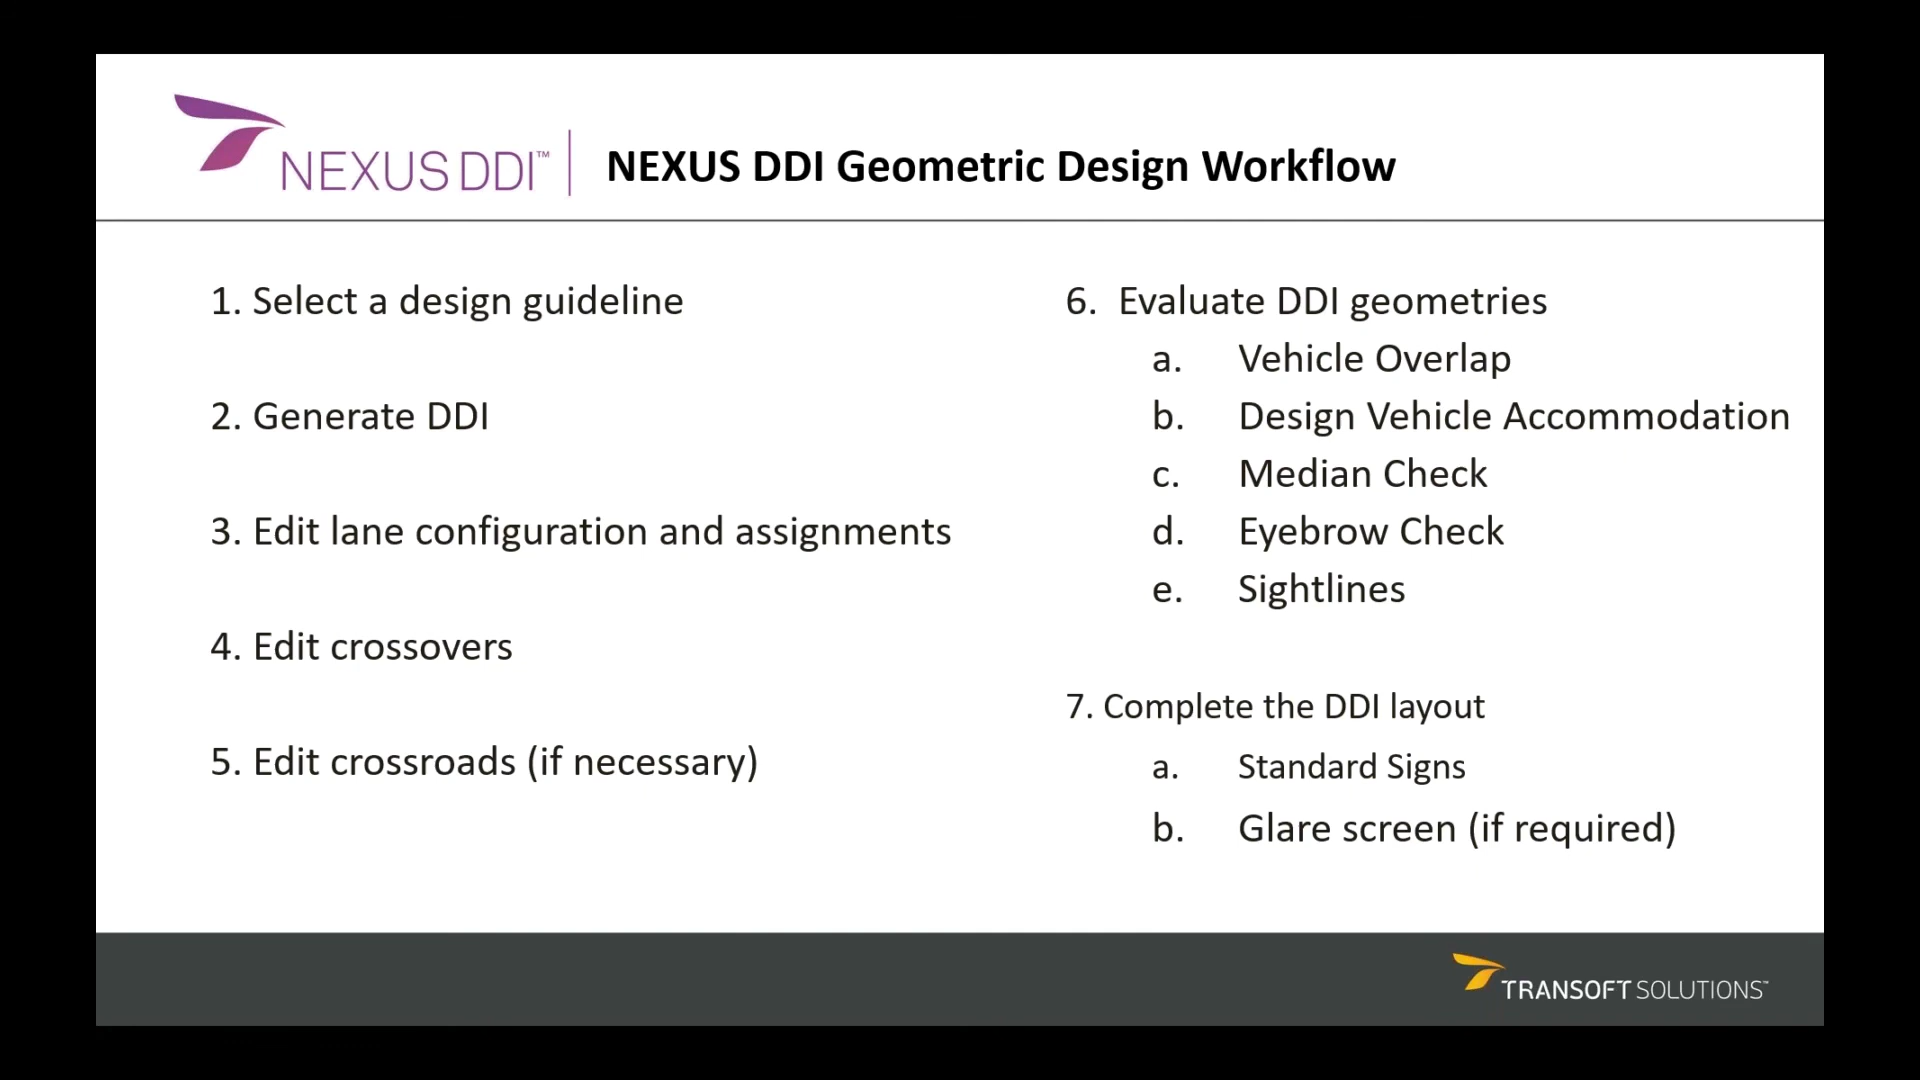 NEXUS DDI™
NEXUS DDI Geometric Design Workflow
1. Select a design guideline
2. Generate DDI
3. Edit lane configuration and assignments
4. Edit crossovers
5. Edit crossroads (if necessary)
6. Evaluate DDI geometries
a. Vehicle Overlap
b. Design Vehicle Accommodation
c. Median Check
d. Eyebrow Check
e. Sightlines
7. Complete the DDI layout
a. Standard Signs
b. Glare screen (if required)
TRANSOFT SOLUTIONS™